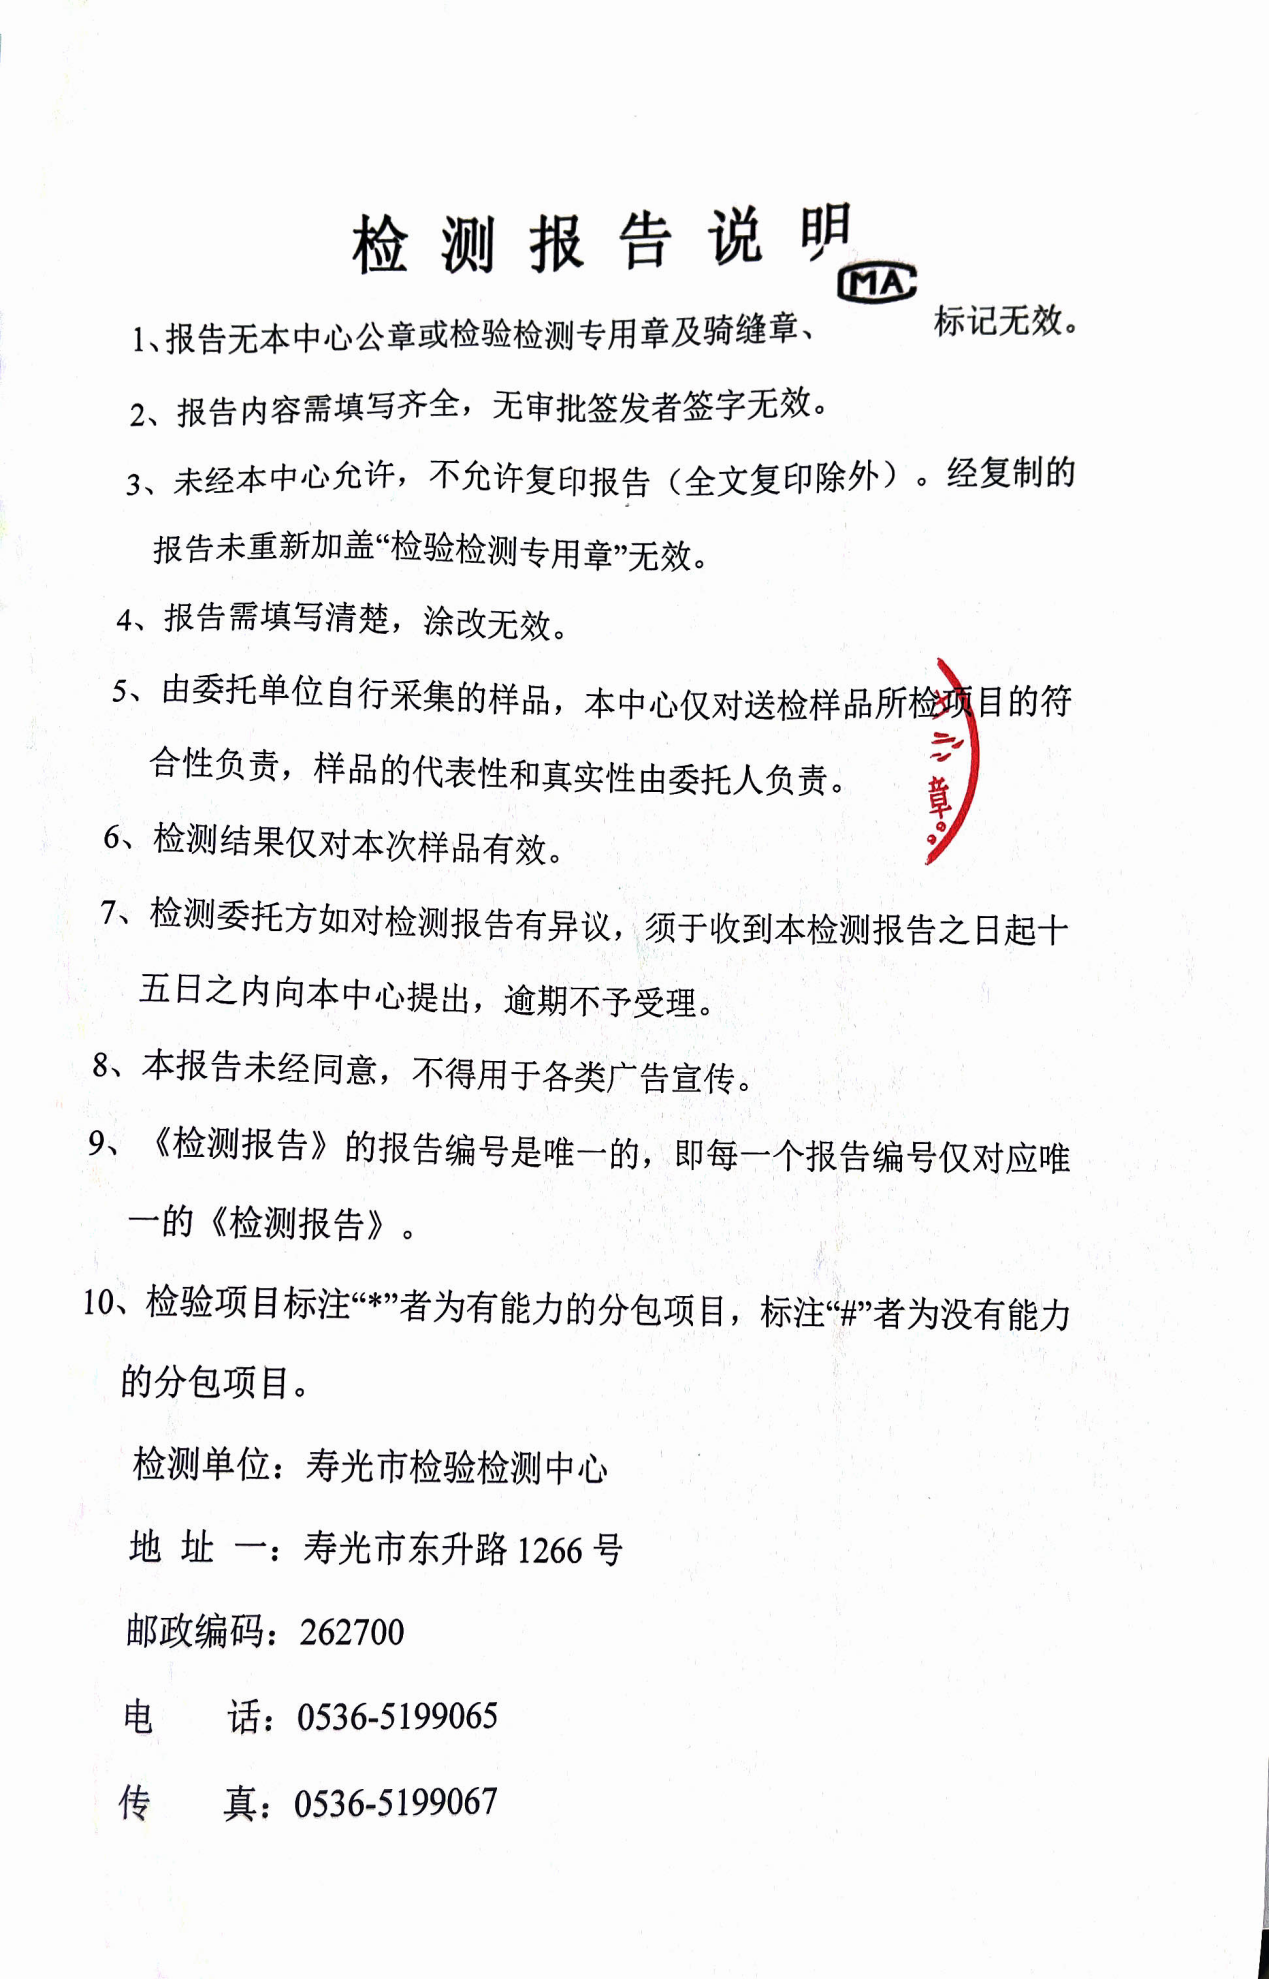 检测报告说明
1、报告无本中心公章或检验检测专用章及骑缝章、 MA 标记无效。
2、报告内容需填写齐全，无审批签发者签字无效。
3、未经本中心允许，不允许复印报告（全文复印除外）。经复制的
报告未重新加盖“检验检测专用章”无效。
4、报告需填写清楚，涂改无效。
5、由委托单位自行采集的样品，本中心仅对送检样品所检项目的符
合性负责，样品的代表性和真实性由委托人负责。
章
6、检测结果仅对本次样品有效。
7、检测委托方如对检测报告有异议，须于收到本检测报告之日起十
五日之内向本中心提出，逾期不予受理。
8、本报告未经同意，不得用于各类广告宣传。
9、《检测报告》的报告编号是唯一的，即每一个报告编号仅对应唯
一的《检测报告》。
10、检验项目标注“*”者为有能力的分包项目，标注“#”者为没有能力
的分包项目。
检测单位：寿光市检验检测中心
地 址 一：寿光市东升路 1266 号
邮政编码：262700
电 话：0536-5199065
传 真：0536-5199067